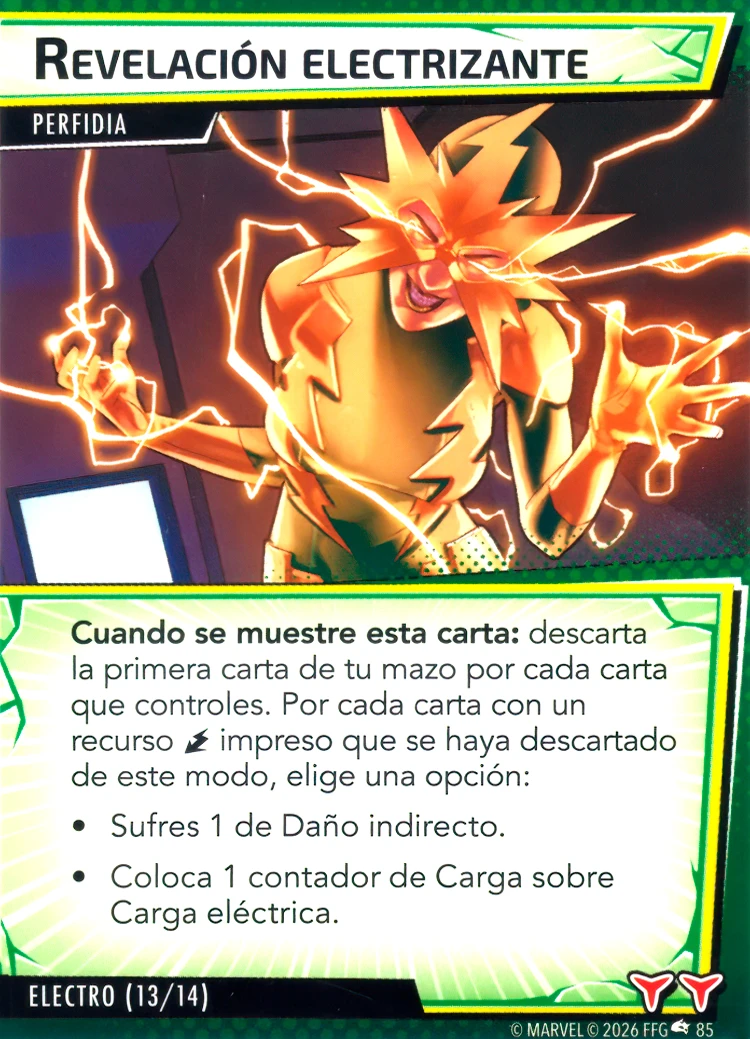 REVELACIÓN ELECTRIZANTE
PERFIDIA
Cuando se muestre esta carta: descarta
la primera carta de tu mazo por cada carta
que controles. Por cada carta con un
recurso impreso que se haya descartado
de este modo, elige una opción:
• Sufres 1 de Daño indirecto.
• Coloca 1 contador de Carga sobre
Carga eléctrica.
ELECTRO (13/14)
© MARVEL © 2026 FFG 85